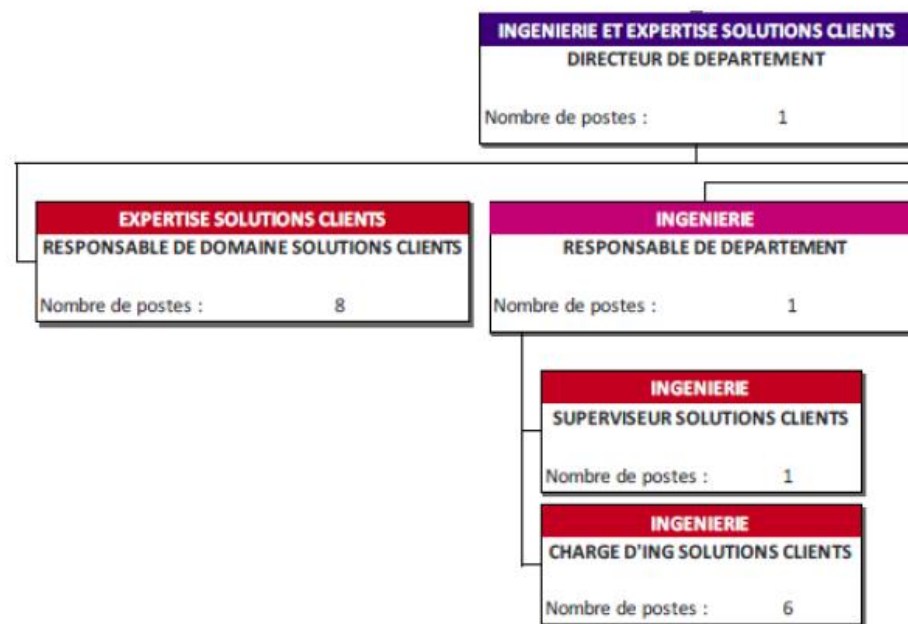 INGENIERIE ET EXPERTISE SOLUTIONS CLIENTS
DIRECTEUR DE DEPARTEMENT
Nombre de postes : 1
EXPERTISE SOLUTIONS CLIENTS
RESPONSABLE DE DOMAINE SOLUTIONS CLIENTS
Nombre de postes : 8
INGENIERIE
RESPONSABLE DE DEPARTEMENT
Nombre de postes : 1
INGENIERIE
SUPERVISEUR SOLUTIONS CLIENTS
Nombre de postes : 1
INGENIERIE
CHARGE D'ING SOLUTIONS CLIENTS
Nombre de postes : 6